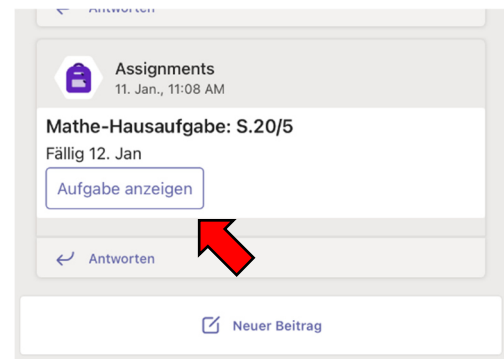 Antworten
Assignments
11. Jan., 11:08 AM
Mathe-Hausaufgabe: S.20/5
Fällig 12. Jan
Aufgabe anzeigen
Antworten
Neuer Beitrag